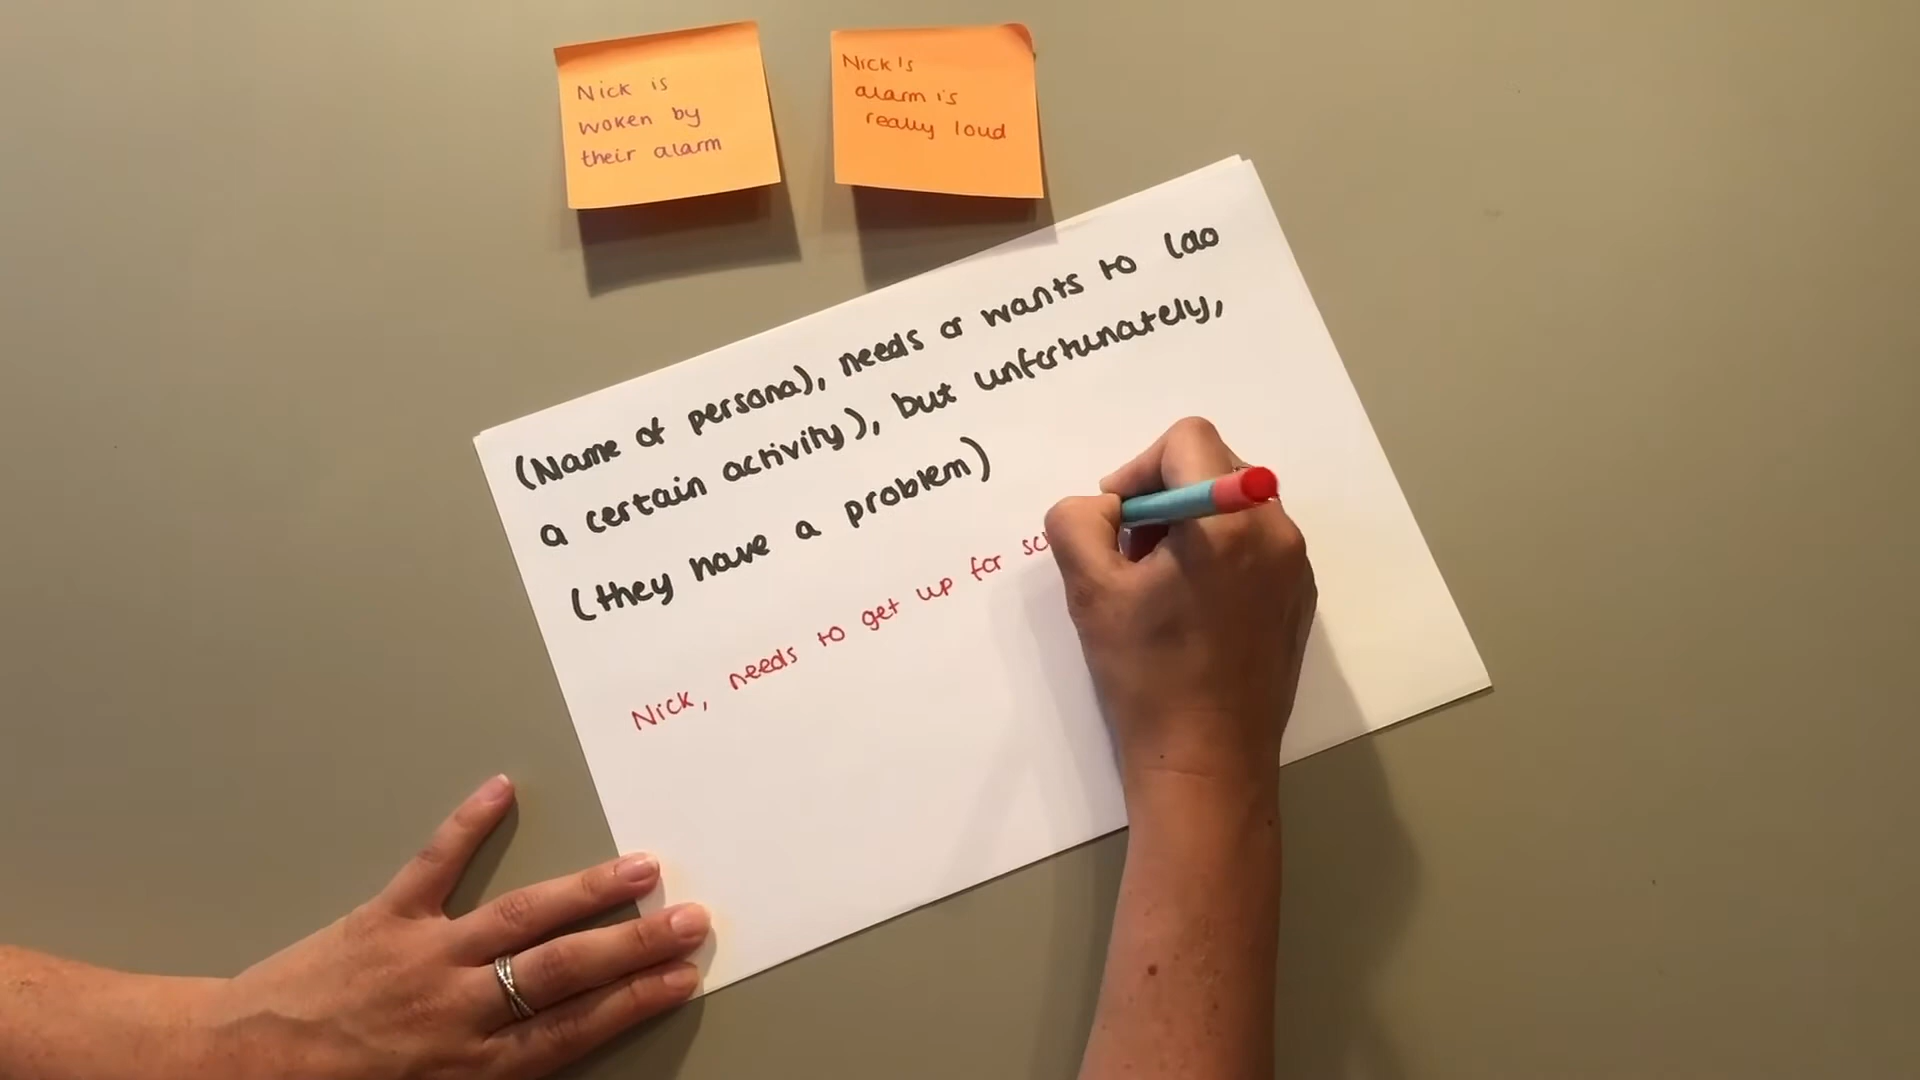 Nick is
woken by
their alarm
Nick's
alarm is
really loud
(Name of persona), needs or wants to (do
a certain activity), but unfortunately,
(they have a problem)
Nick, needs to get up for